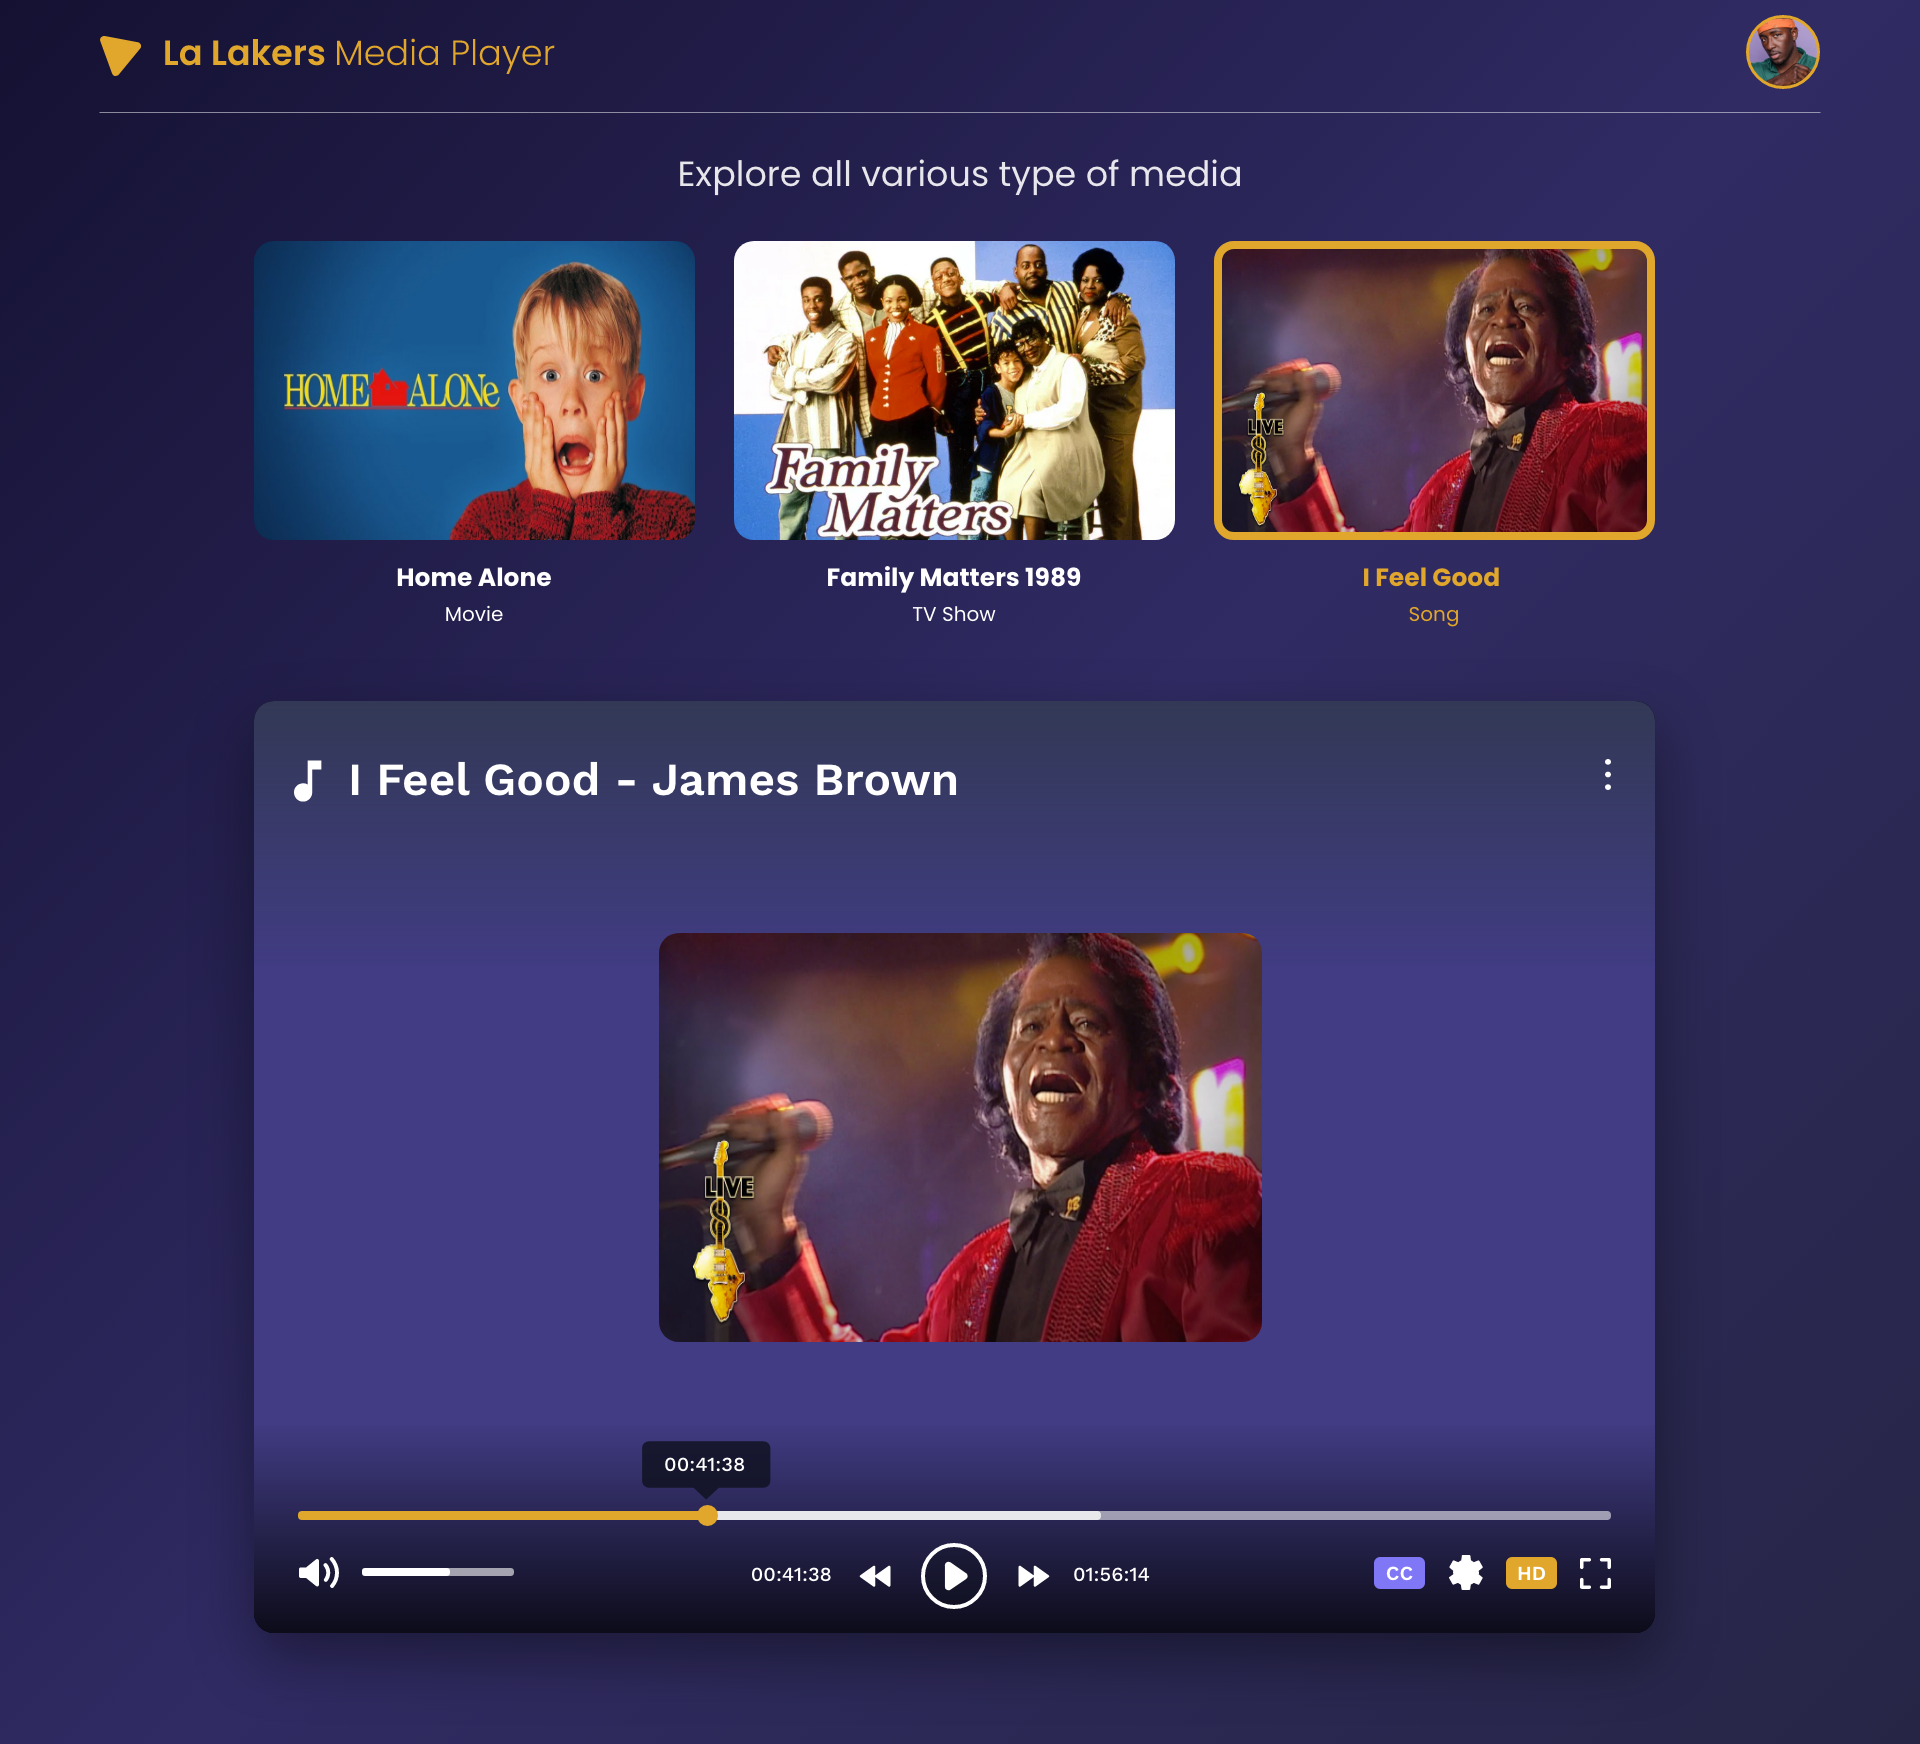 La Lakers Media Player
Explore all various type of media
HOME ALONe
Family
Matters
LIVE
Home Alone
Movie
Family Matters 1989
TV Show
I Feel Good
Song
I Feel Good - James Brown
LIVE
00:41:38
00:41:38
01:56:14
CC
HD